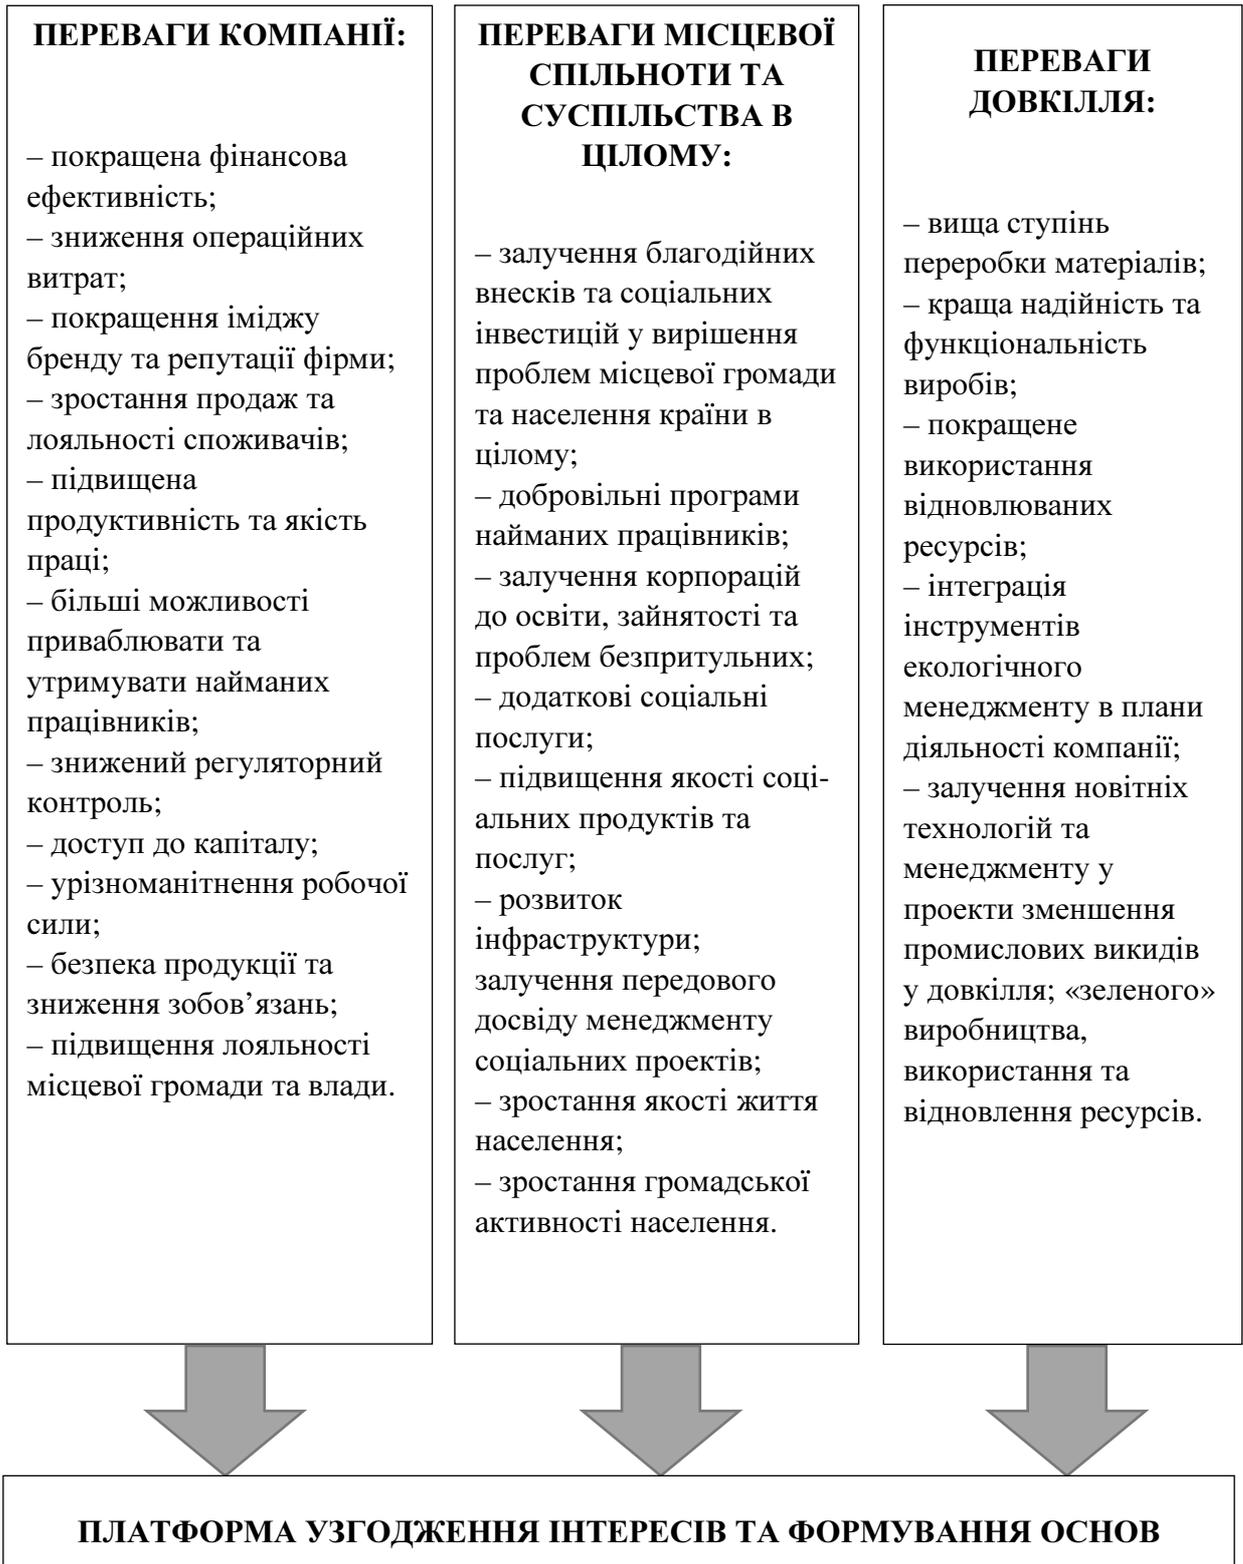 ПЕРЕВАГИ КОМПАНІЇ:
– покращена фінансова
ефективність;
– зниження операційних
витрат;
– покращення іміджу
бренду та репутації фірми;
– зростання продаж та
лояльності споживачів;
– підвищена
продуктивність та якість
праці;
– більші можливості
приваблювати та
утримувати найманих
працівників;
– знижений регуляторний
контроль;
– доступ до капіталу;
– урізноманітнення робочої
сили;
– безпека продукції та
зниження зобов’язань;
– підвищення лояльності
місцевої громади та влади.
ПЕРЕВАГИ МІСЦЕВОЇ
СПІЛЬНОТИ ТА
СУСПІЛЬСТВА В
ЦІЛОМУ:
– залучення благодійних
внесків та соціальних
інвестицій у вирішення
проблем місцевої громади
та населення країни в
цілому;
– добровільні програми
найманих працівників;
– залучення корпорацій
до освіти, зайнятості та
проблем безпритульних;
– додаткові соціальні
послуги;
– підвищення якості соці-
альних продуктів та
послуг;
– розвиток
інфраструктури;
залучення передового
досвіду менеджменту
соціальних проектів;
– зростання якості життя
населення;
– зростання громадської
активності населення.
ПЕРЕВАГИ
ДОВКІЛЛЯ:
– вища ступінь
переробки матеріалів;
– краща надійність та
функціональність
виробів;
– покращене
використання
відновлюваних
ресурсів;
– інтеграція
інструментів
екологічного
менеджменту в плани
діяльності компанії;
– залучення новітніх
технологій та
менеджменту у
проекти зменшення
промислових викидів
у довкілля; «зеленого»
виробництва,
використання та
відновлення ресурсів.
ПЛАТФОРМА УЗГОДЖЕННЯ ІНТЕРЕСІВ ТА ФОРМУВАННЯ ОСНОВ